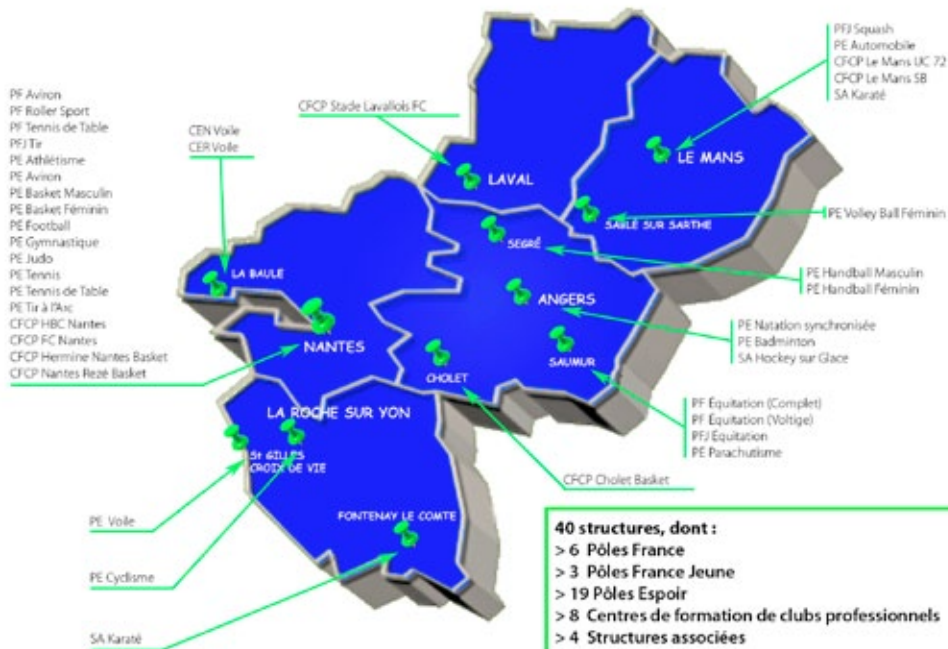 PFJ Squash
PE Automobile
CFCP Le Mans UC 72
CFCP Le Mans SB
SA Karaté
PF Aviron
PF Roller Sport
PF Tennis de Table
PFJ Tir
PE Athlétisme
PE Aviron
PE Basket Masculin
PE Basket Féminin
PE Football
PE Gymnastique
PE Judo
PE Tennis
PE Tennis de Table
PE Tir à l'Arc
CFCP HBC Nantes
CFCP FC Nantes
CFCP Hermine Nantes Basket
CFCP Nantes Rezé Basket
CEN Voile
CER Voile
CFCP Stade Lavallois FC
LE MANS
LAVAL
SABLÉ SUR SARTHE
PE Volley Ball Féminin
SEGRÉ
PE Handball Masculin
PE Handball Féminin
LA BAULE
ANGERS
NANTES
PE Natation synchronisée
PE Badminton
SA Hockey sur Glace
CHOLET
SAUMUR
PF Équitation (Complet)
PF Équitation (Voltige)
PFJ Équitation
PE Parachutisme
LA ROCHE SUR YON
St GILLES
CROIX DE VIE
CFCP Cholet Basket
FONTENAY LE COMTE
PE Voile
PE Cyclisme
SA Karaté
40 structures, dont :
> 6 Pôles France
> 3 Pôles France Jeune
> 19 Pôles Espoir
> 8 Centres de formation de clubs professionnels
> 4 Structures associées